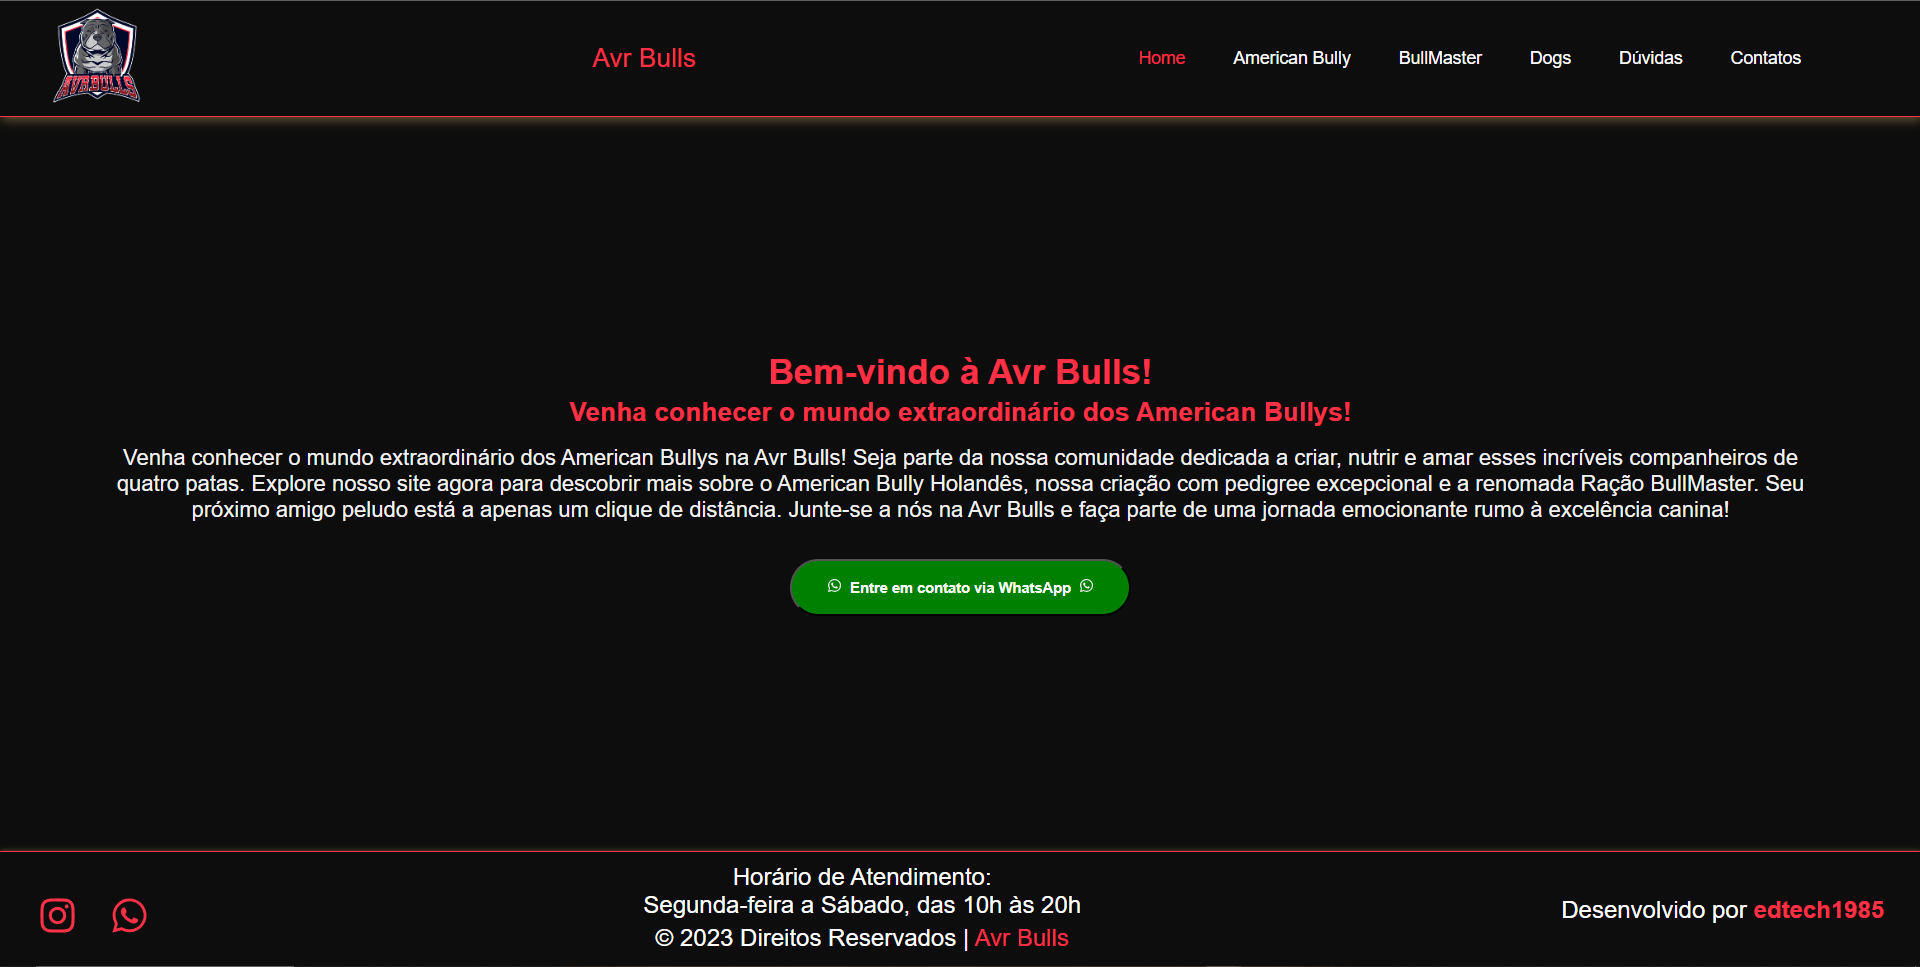 AVRBULLS
Avr Bulls
Home
American Bully
BullMaster
Dogs
Dúvidas
Contatos
Bem-vindo à Avr Bulls!
Venha conhecer o mundo extraordinário dos American Bullys!
Venha conhecer o mundo extraordinário dos American Bullys na Avr Bulls! Seja parte da nossa comunidade dedicada a criar, nutrir e amar esses incríveis companheiros de
quatro patas. Explore nosso site agora para descobrir mais sobre o American Bully Holandês, nossa criação com pedigree excepcional e a renomada Ração BullMaster. Seu
próximo amigo peludo está a apenas um clique de distância. Junte-se a nós na Avr Bulls e faça parte de uma jornada emocionante rumo à excelência canina!
Entre em contato via WhatsApp
Horário de Atendimento:
Segunda-feira a Sábado, das 10h às 20h
© 2023 Direitos Reservados | Avr Bulls
Desenvolvido por edtech1985